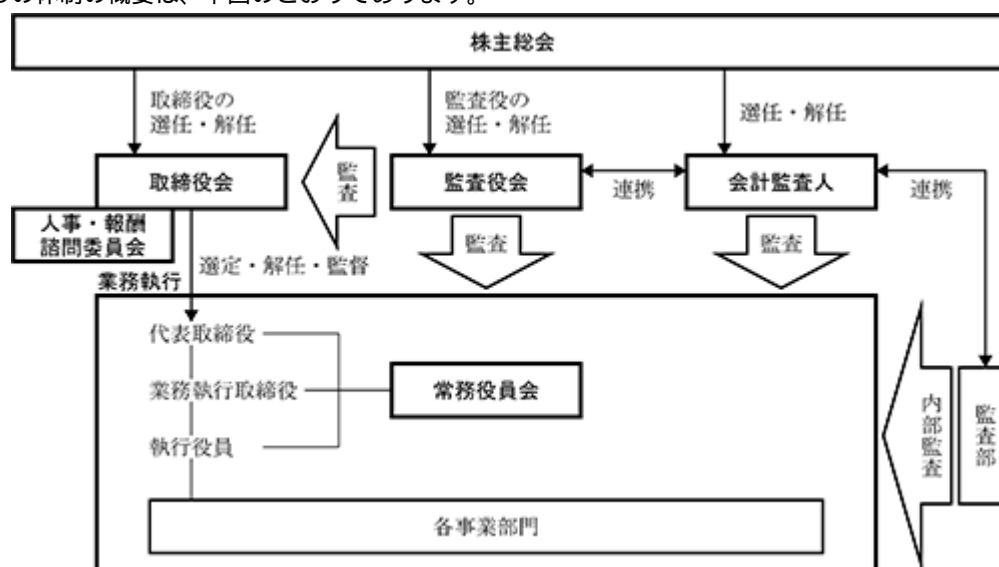 の体制の概要は、下図のとおりであります。
株主総会
取締役の
選任・解任
監査役の
選任・解任
選任・解任
取締役会
監査
監査役会
連携
会計監査人
連携
人事・報酬
諮問委員会
選定・解任・監督
監査
監査
業務執行
代表取締役
業務執行取締役
常務役員会
執行役員
内部監査
監査部
各事業部門